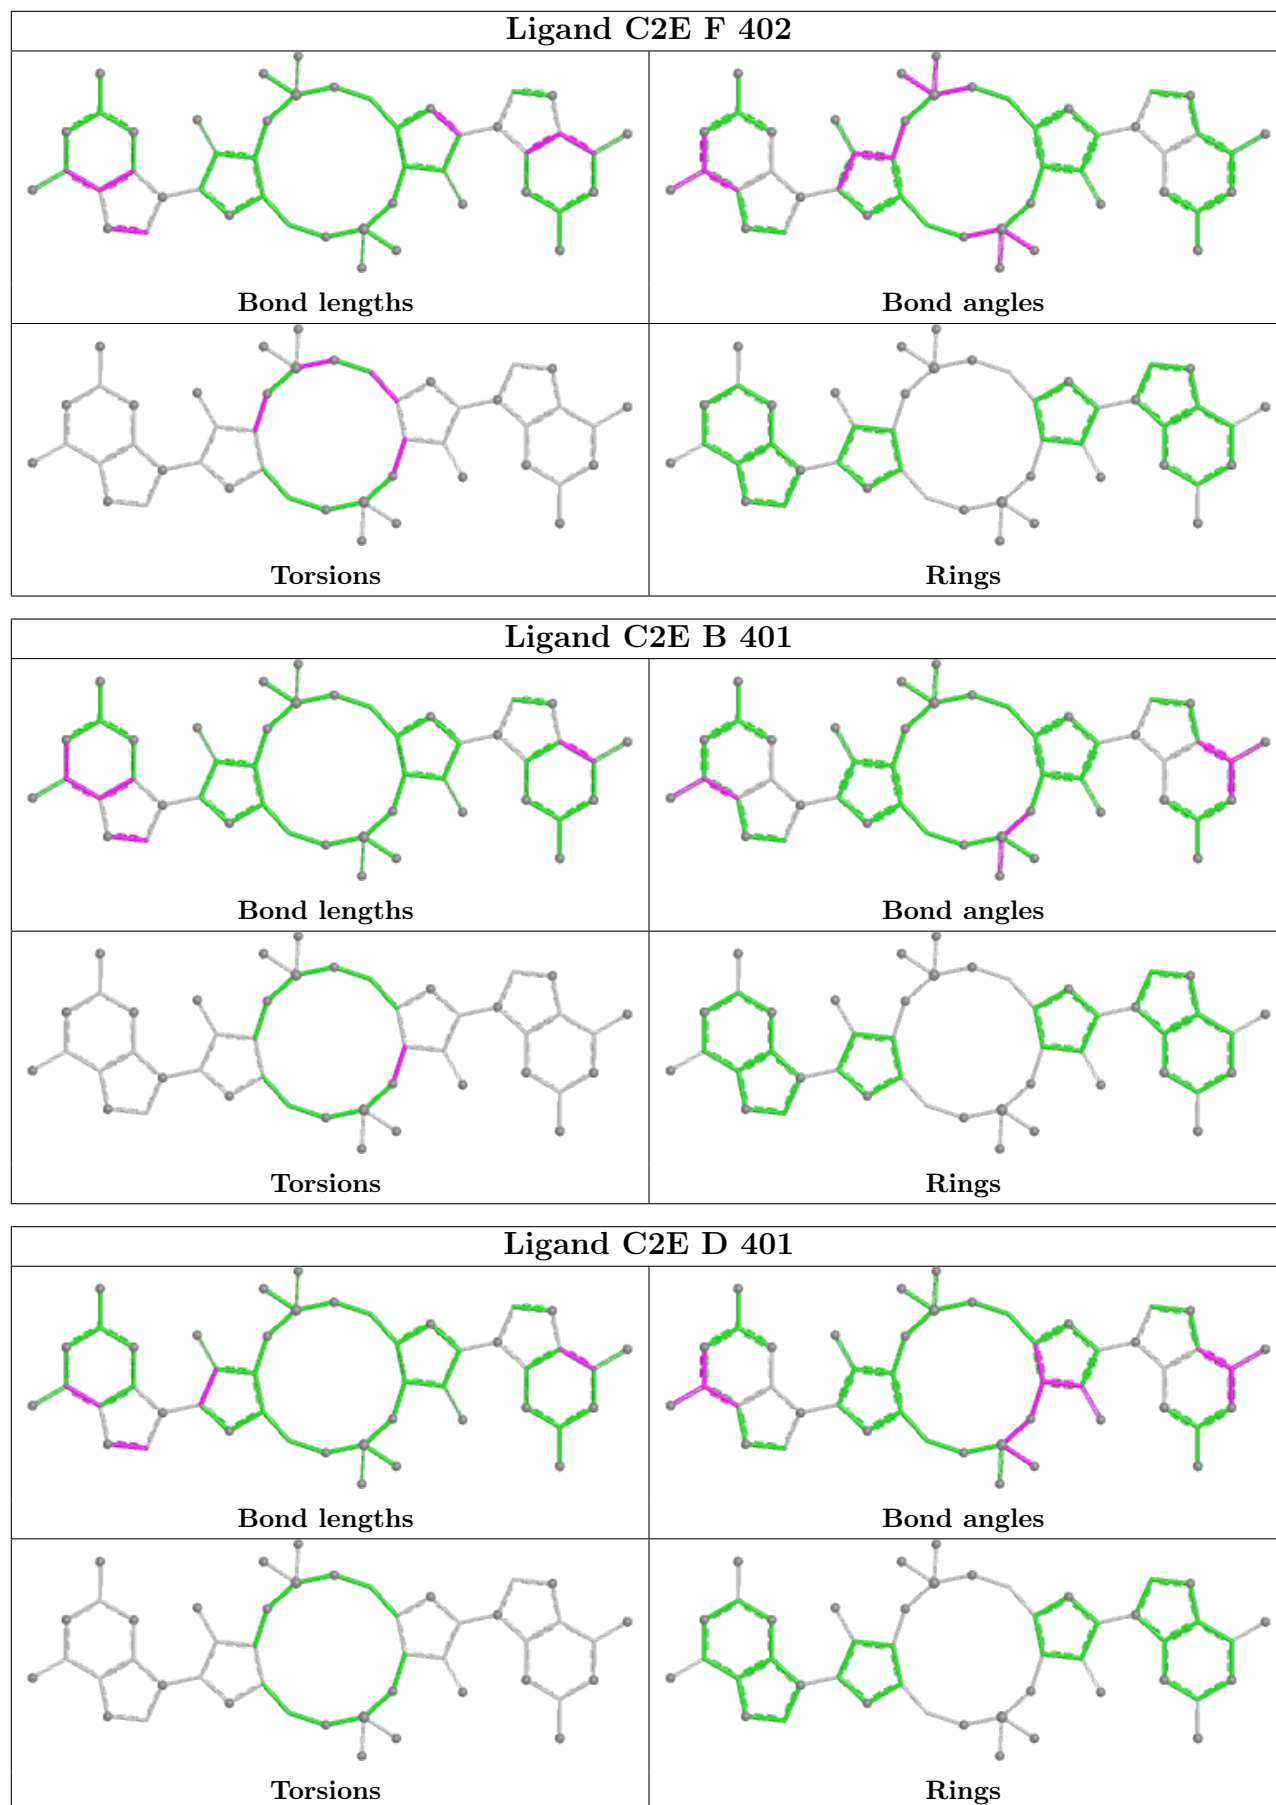 Ligand C2E F 402
Bond lengths
Bond angles
Torsions
Rings
Ligand C2E B 401
Bond lengths
Bond angles
Torsions
Rings
Ligand C2E D 401
Bond lengths
Bond angles
Torsions
Rings